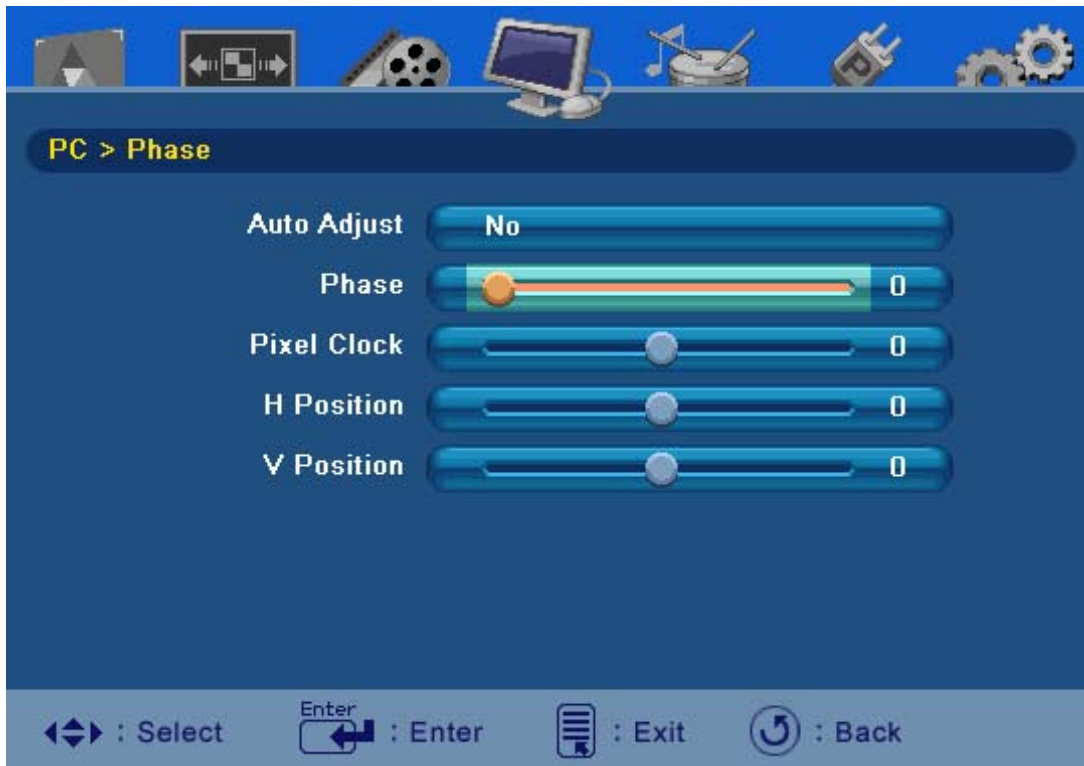 P
PC > Phase
Auto Adjust No
Phase 0
Pixel Clock 0
H Position 0
V Position 0
: Select Enter : Enter : Exit : Back